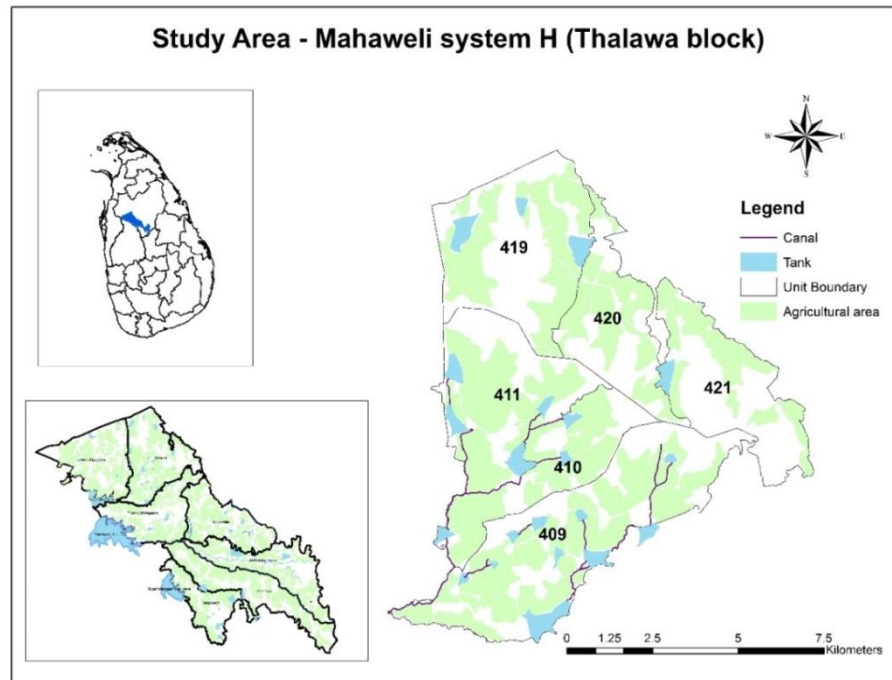 Study Area - Mahaweli system H (Thalawa block)
N
W
E
S
Legend
Canal
Tank
Unit Boundary
Agricultural area
419
420
421
411
410
409
0 1.25 2.5 5 7.5
Kilometers